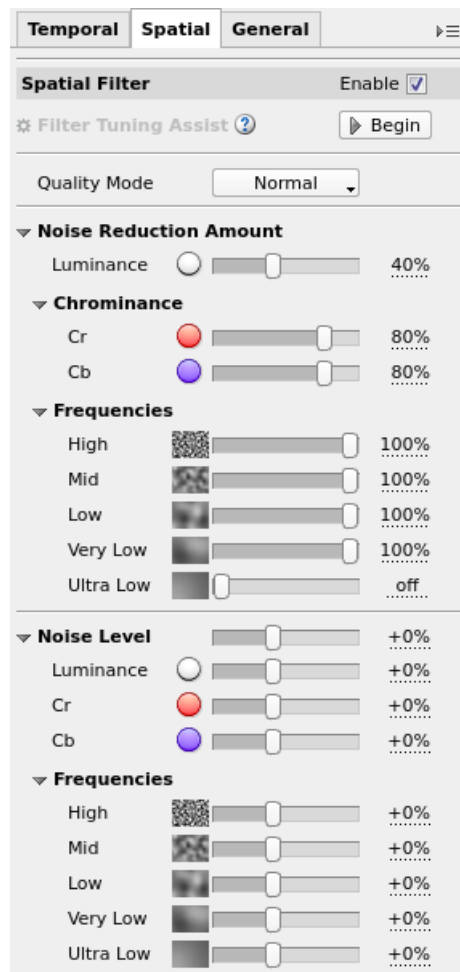 Temporal Spatial General
Spatial Filter Enable
Filter Tuning Assist ? Begin
Quality Mode Normal
Noise Reduction Amount
Luminance 40%
Chrominance
Cr 80%
Cb 80%
Frequencies
High 100%
Mid 100%
Low 100%
Very Low 100%
Ultra Low off
Noise Level +0%
Luminance +0%
Cr +0%
Cb +0%
Frequencies
High +0%
Mid +0%
Low +0%
Very Low +0%
Ultra Low +0%